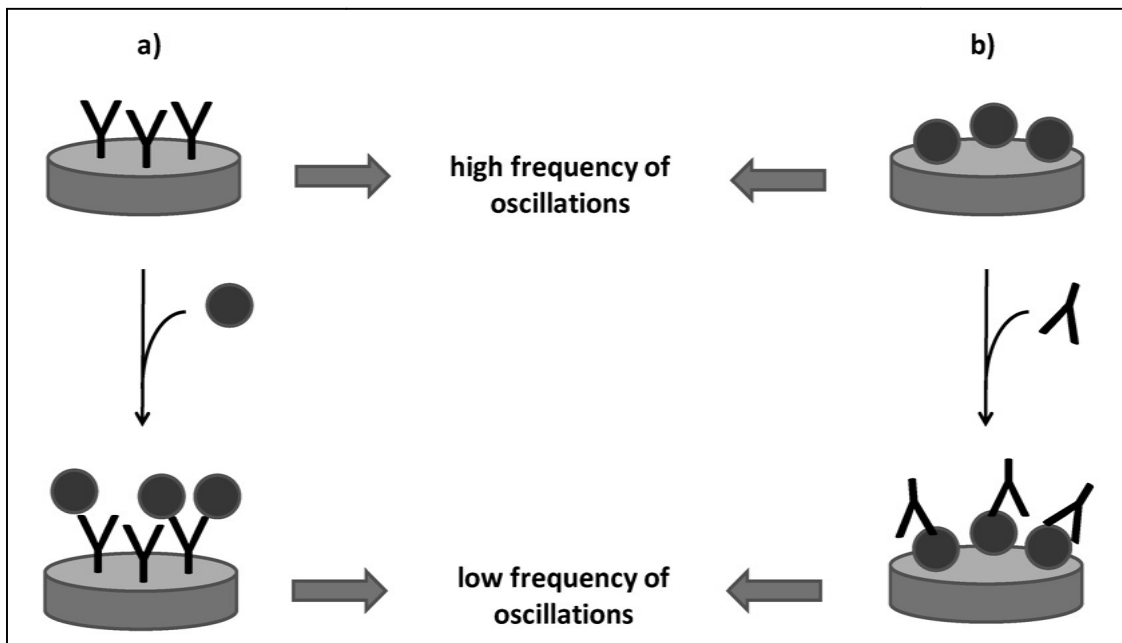 a)
b)
high frequency of
oscillations
low frequency of
oscillations